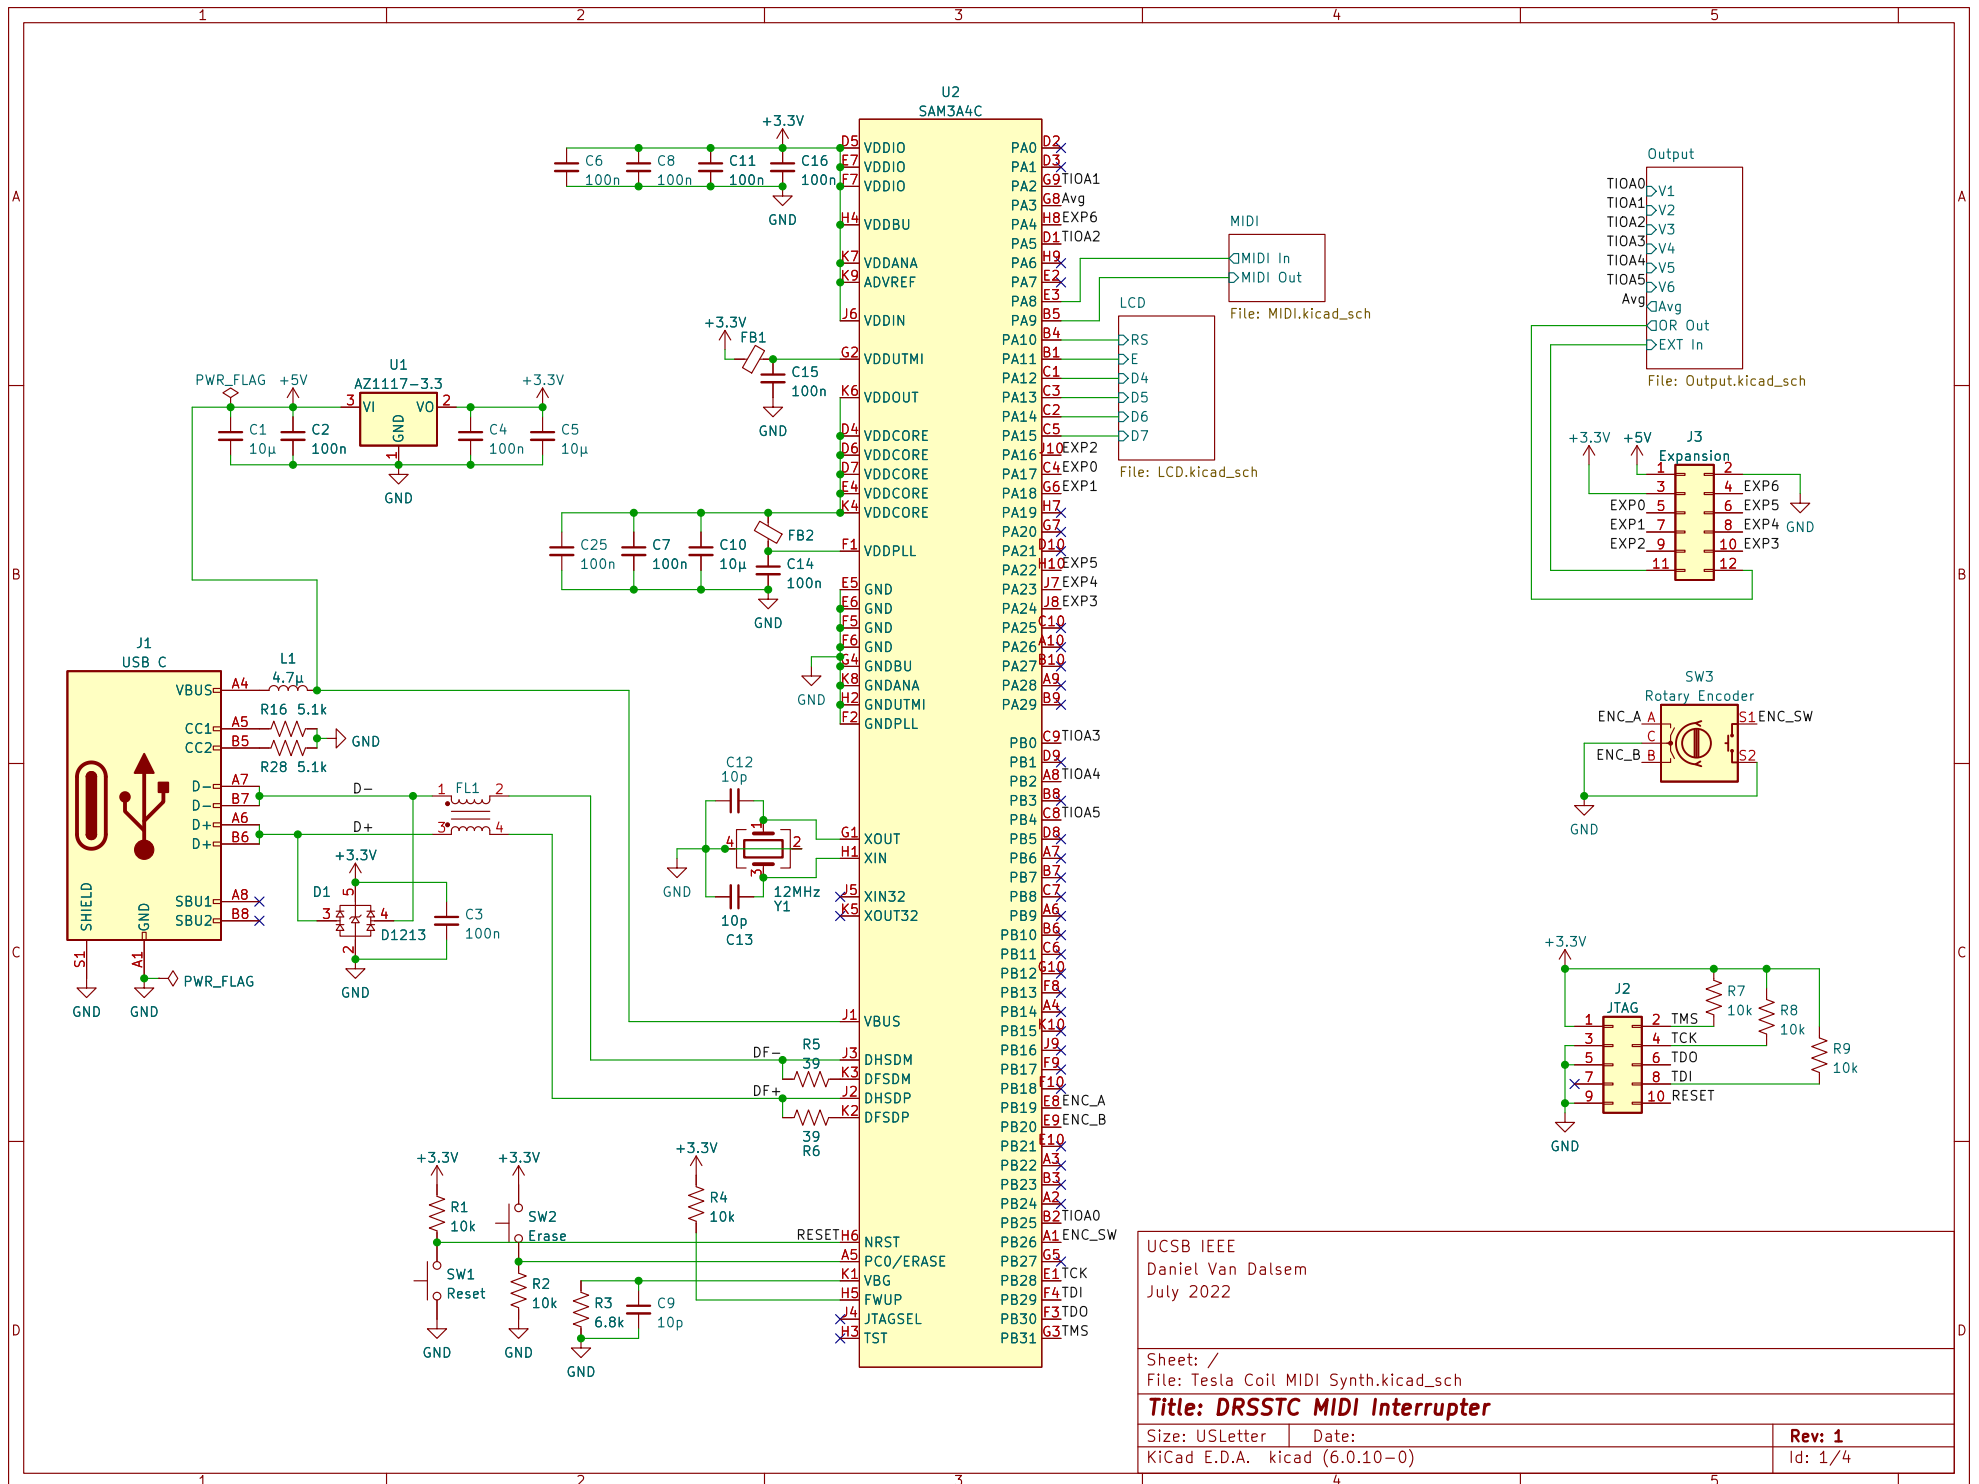 1 2 3 4 5
A
B
C
D
A
B
C
D
U2
SAM3A4C
+3.3V
C6
100n
C8
100n
C11
100n
C16
100n
GND
D5 VDDIO
E7 VDDIO
F7 VDDIO
H4 VDDBU
K7 VDDANA
K9 ADVREF
J6 VDDIN
G2 VDDUTMI
K6 VDDOUT
D4 VDDCORE
D6 VDDCORE
D7 VDDCORE
E4 VDDCORE
K4 VDDCORE
F1 VDDPLL
E5 GND
E6 GND
F5 GND
F6 GND
G4 GNDBU
K8 GNDANA
H2 GNDUTMI
F2 GNDPLL
G1 XOUT
H1 XIN
J5 XIN32
K5 XOUT32
J1 VBUS
J3 DHSDM
K3 DFSDM
J2 DHSDP
K2 DFSDP
RESET H6 NRST
A5 PC0/ERASE
K1 VBG
H5 FWUP
J4 JTAGSEL
H3 TST
PA0 D2
PA1 D3
PA2 G9 TIOA1
PA3 G8 Avg
PA4 H8 EXP6
PA5 D1 TIOA2
PA6 H9
PA7 E2
PA8 E3
PA9 B5
PA10 B4
PA11 B1
PA12 C1
PA13 C3
PA14 C2
PA15 C5
PA16 J10 EXP2
PA17 C4 EXP0
PA18 G6 EXP1
PA19 H7
PA20 G7
PA21 D10
PA22 H10 EXP5
PA23 J7 EXP4
PA24 J8 EXP3
PA25 C10
PA26 A10
PA27 B10
PA28 A9
PA29 B9
PB0 C9 TIOA3
PB1 D9
PB2 A8 TIOA4
PB3 B8
PB4 C8 TIOA5
PB5 D8
PB6 A7
PB7 B7
PB8 C7
PB9 A6
PB10 B6
PB11 C6
PB12 G10
PB13 F8
PB14 A4
PB15 K10
PB16 J9
PB17 F9
PB18 F10
PB19 E8 ENC_A
PB20 E9 ENC_B
PB21 E10
PB22 A3
PB23 B3
PB24 A2
PB25 B2 TIOA0
PB26 A1 ENC_SW
PB27 G5
PB28 E1 TCK
PB29 F4 TDI
PB30 F3 TDO
PB31 G3 TMS
+3.3V
FB1
C15
100n
GND
PWR_FLAG +5V
U1
AZ1117-3.3
+3.3V
3 VI VO 2
GND
1
C1
10µ
C2
100n
C4
100n
C5
10µ
GND
C25
100n
C7
100n
C10
10µ
FB2
C14
100n
GND
GND
J1
USB C
VBUS A4
CC1 A5
CC2 B5
D- A7
D- B7
D+ A6
D+ B6
SBU1 A8
SBU2 B8
SHIELD
GND
S1
A1
GND
GND
PWR_FLAG
L1
4.7µ
R16 5.1k
R28 5.1k
GND
D-
D+
1 FL1 2
3 4
+3.3V
D1
5
3 4
D1213
2
C3
100n
GND
C12
10p
1
4 2
3
12MHz
Y1
10p
C13
GND
DF-
R5
39
DF+
39
R6
+3.3V
R1
10k
SW1
Reset
GND
+3.3V
SW2
Erase
R2
10k
GND
R3
6.8k
C9
10p
GND
+3.3V
R4
10k
MIDI
MIDI In
MIDI Out
File: MIDI.kicad_sch
LCD
RS
E
D4
D5
D6
D7
File: LCD.kicad_sch
Output
TIOA0 V1
TIOA1 V2
TIOA2 V3
TIOA3 V4
TIOA4 V5
TIOA5 V6
Avg Avg
OR Out
EXT In
File: Output.kicad_sch
+3.3V +5V
J3
Expansion
1 2
3 4 EXP6
EXP0 5 6 EXP5
EXP1 7 8 EXP4
EXP2 9 10 EXP3
11 12
GND
SW3
Rotary Encoder
ENC_A A S1 ENC_SW
C
ENC_B B S2
GND
+3.3V
J2
JTAG
1 2 TMS
3 4 TCK
5 6 TDO
7 8 TDI
9 10 RESET
R7
10k
R8
10k
R9
10k
GND
UCSB IEEE
Daniel Van Dalsem
July 2022
Sheet: /
File: Tesla Coil MIDI Synth.kicad_sch
Title: DRSSTC MIDI Interrupter
Size: USLetter Date:
Rev: 1
KiCad E.D.A. kicad (6.0.10-0)
Id: 1/4
1 2 3 4 5